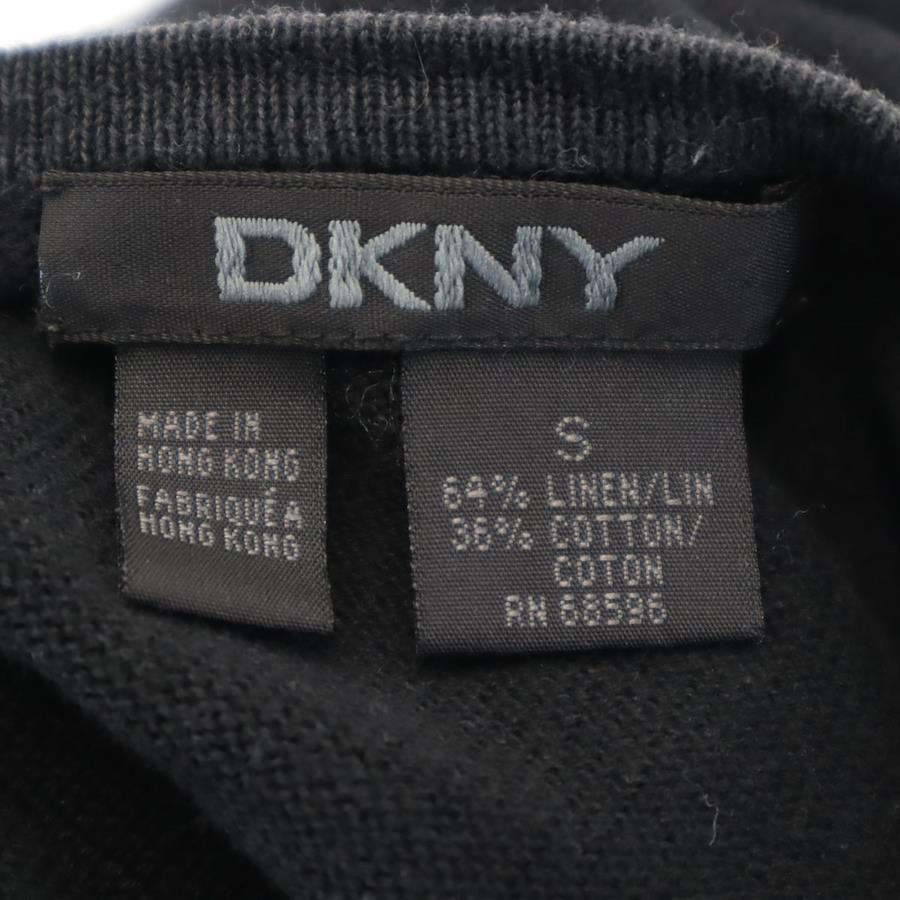 DKNY
MADE IN
HONG KONG
FABRIQUÉ A
HONG KONG
S
64% LINEN/LIN
36% COTTON/
COTON
RN 68596